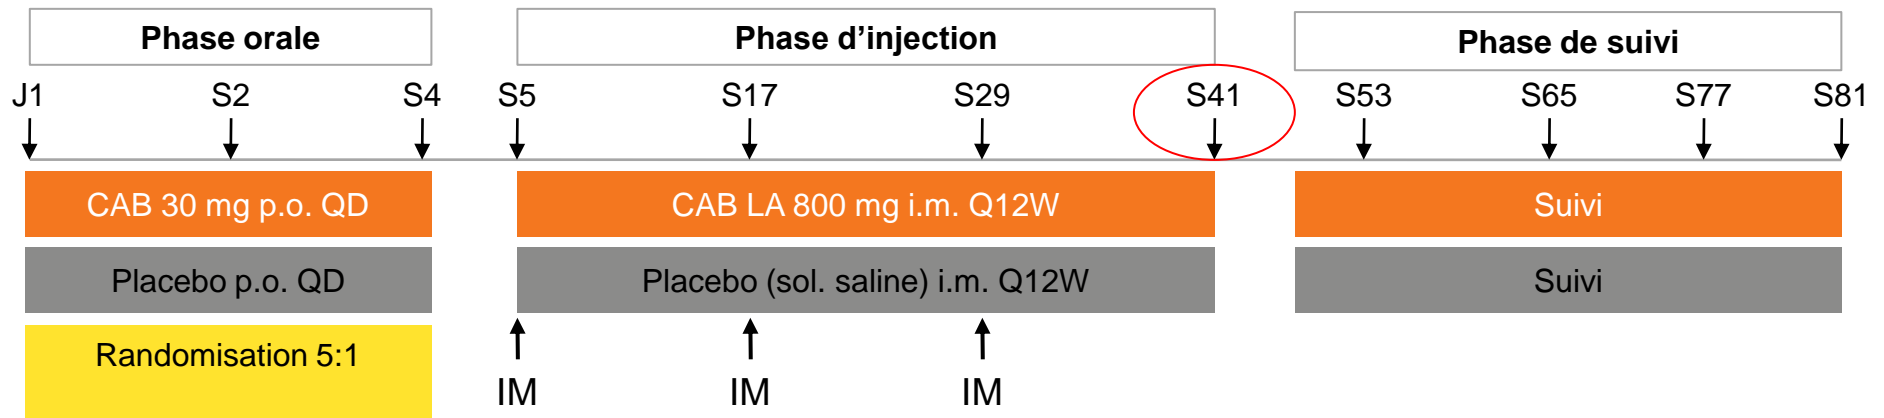 Phase orale
Phase d’injection
Phase de suivi
J1 S2 S4 S5 S17 S29 S41 S53 S65 S77 S81
CAB 30 mg p.o. QD
CAB LA 800 mg i.m. Q12W
Suivi
Placebo p.o. QD
Placebo (sol. saline) i.m. Q12W
Suivi
Randomisation 5:1
IM IM IM